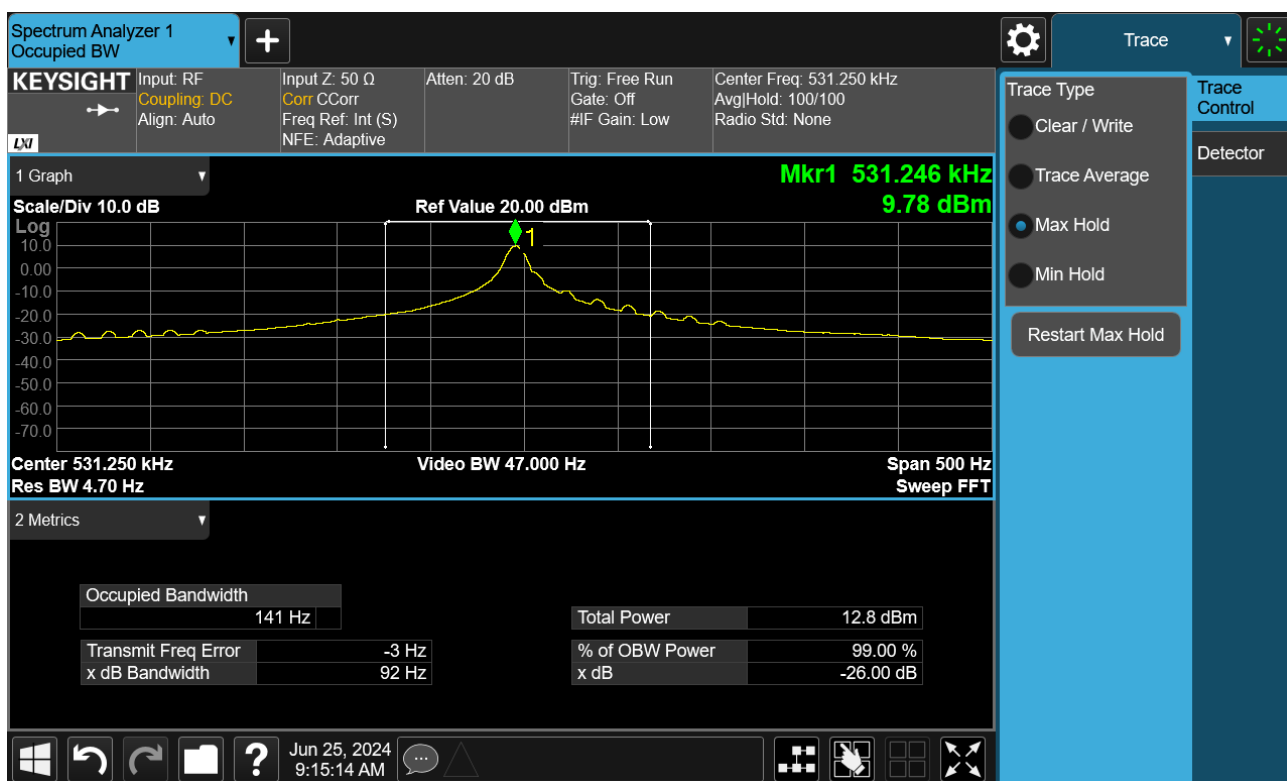 Spectrum Analyzer 1
Occupied BW
Trace
KEYSIGHT
LXI
Input: RF
Coupling: DC
Align: Auto
Input Z: 50 Ω
Corr CCorr
Freq Ref: Int (S)
NFE: Adaptive
Atten: 20 dB
Trig: Free Run
Gate: Off
#IF Gain: Low
Center Freq: 531.250 kHz
Avg|Hold: 100/100
Radio Std: None
Trace Type
Clear / Write
Trace Average
Max Hold
Min Hold
Restart Max Hold
Trace
Control
Detector
1 Graph
Mkr1 531.246 kHz
9.78 dBm
Scale/Div 10.0 dB
Ref Value 20.00 dBm
Log
1
10.0
0.00
-10.0
-20.0
-30.0
-40.0
-50.0
-60.0
-70.0
Center 531.250 kHz
Video BW 47.000 Hz
Span 500 Hz
Res BW 4.70 Hz
Sweep FFT
2 Metrics
Occupied Bandwidth
141 Hz
Total Power 12.8 dBm
Transmit Freq Error -3 Hz
% of OBW Power 99.00 %
x dB Bandwidth 92 Hz
x dB -26.00 dB
?
Jun 25, 2024
9:15:14 AM